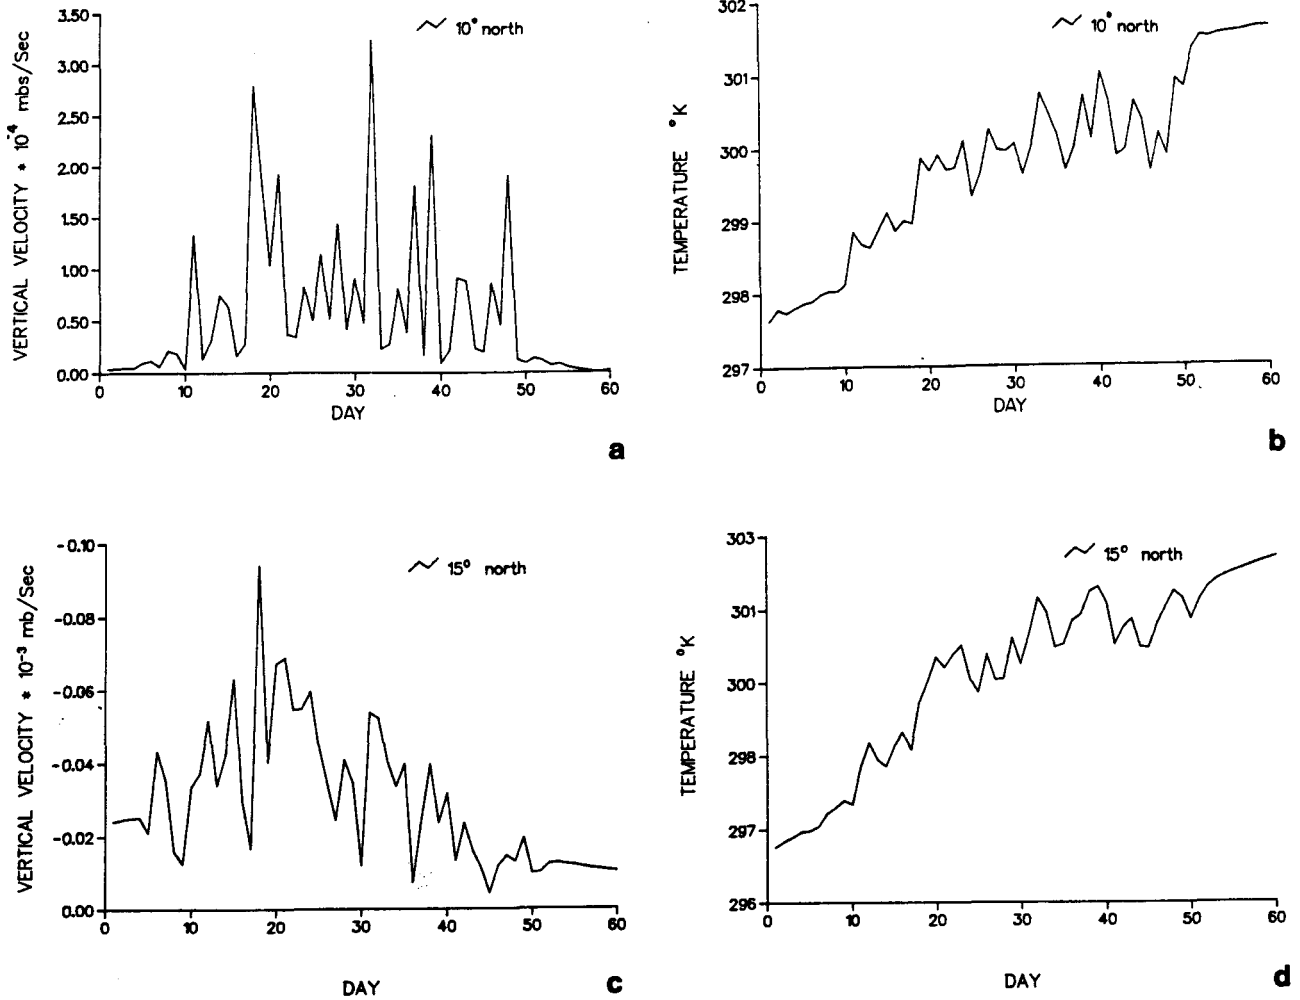 3.50
3.00
2.50
2.00
1.50
1.00
0.50
0.00
0 10 20 30 40 50 60
VERTICAL VELOCITY * 10⁻⁴ mbs/Sec
10° north
DAY
a
302
301
300
299
298
297
0 10 20 30 40 50 60
TEMPERATURE °K
10° north
DAY
b
-0.10
-0.08
-0.06
-0.04
-0.02
0.00
0 10 20 30 40 50 60
VERTICAL VELOCITY * 10⁻³ mb/Sec
15° north
DAY
c
303
301
300
298
297
296
0 10 20 30 40 50 60
TEMPERATURE °K
15° north
DAY
d